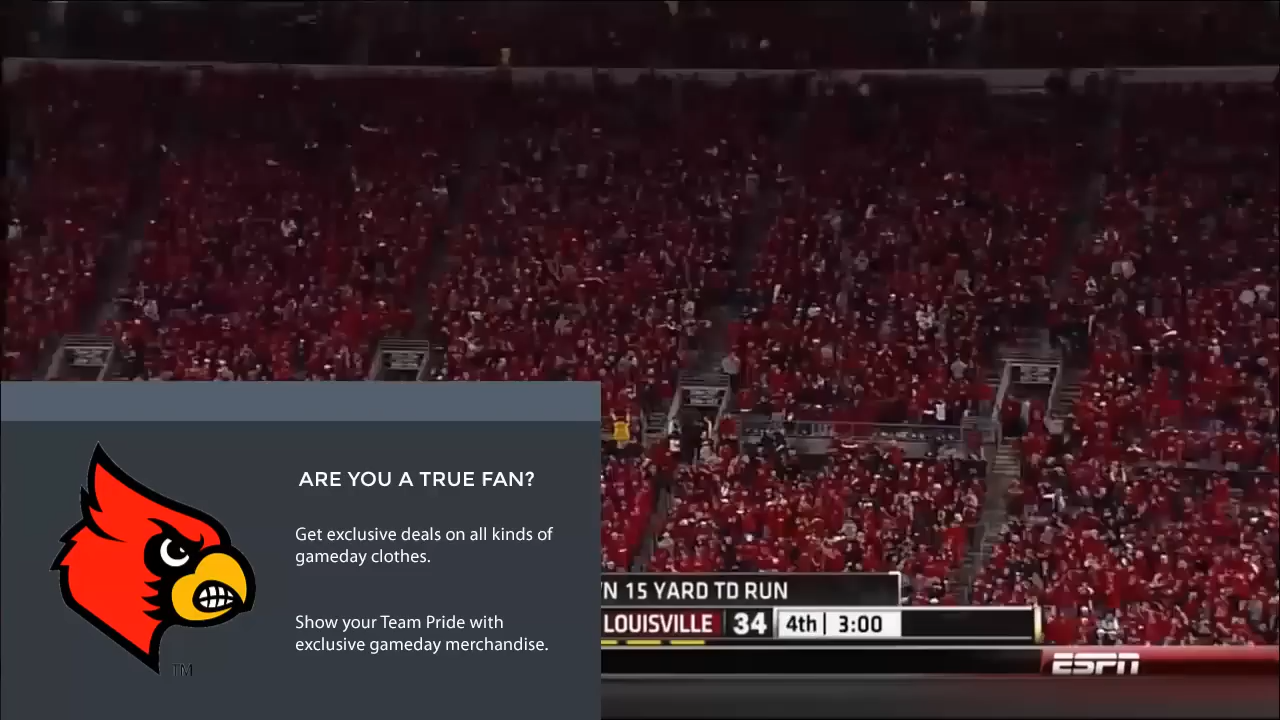 ARE YOU A TRUE FAN?
Get exclusive deals on all kinds of
gameday clothes.
Show your Team Pride with
exclusive gameday merchandise.
TM
N 15 YARD TD RUN
LOUISVILLE 34 4th 3:00
ESPN